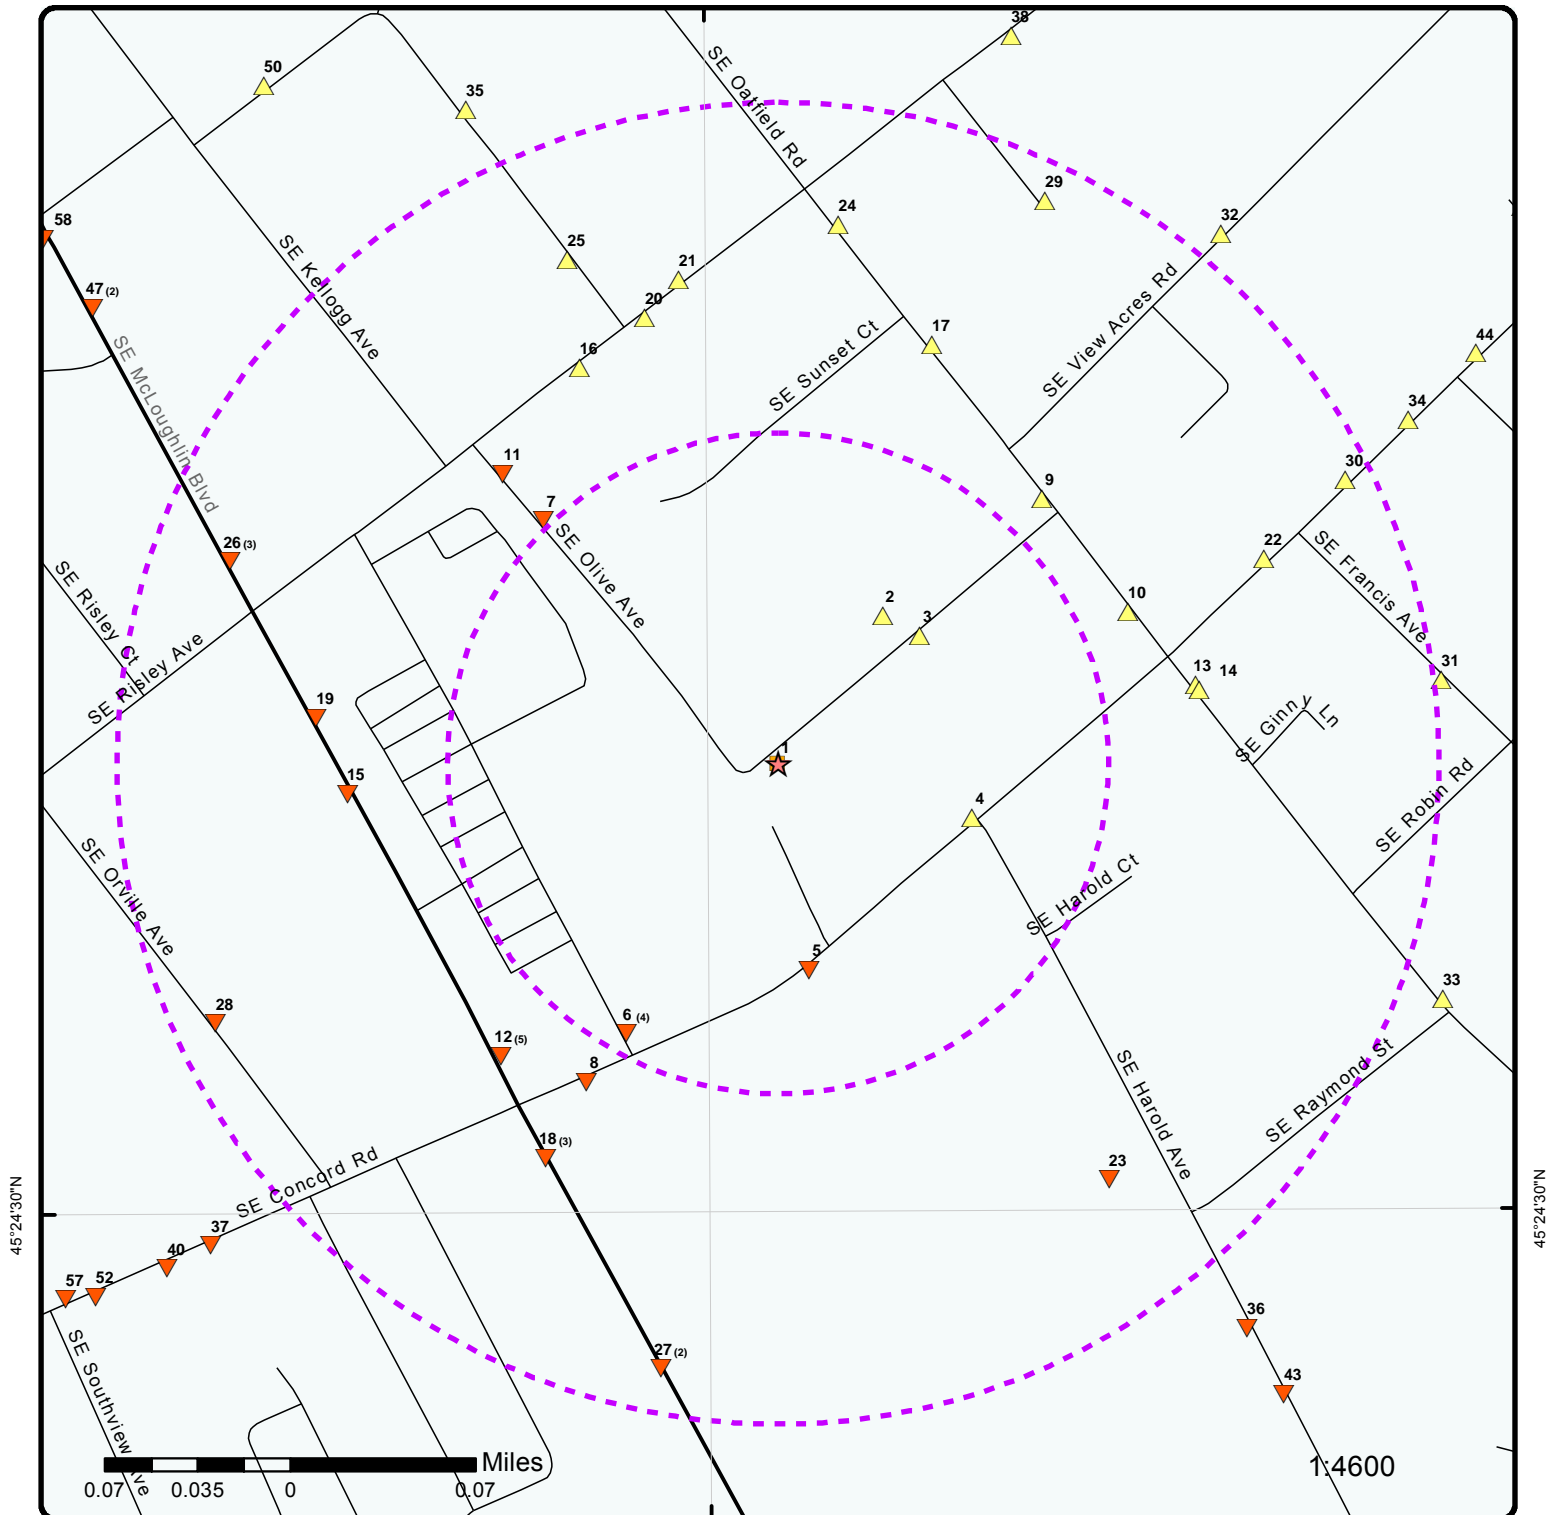 38
50
35
SE Oatfield Rd
29
24
32
58
25
21
SE Kellogg Ave
47 (2)
20
SE View Acres Rd
17
SE McLoughlin Blvd
16
SE Sunset Ct
44
34
11
30
9
7
SE Olive Ave
26 (3)
22
SE Francis Ave
SE Risley Ct
2
10
3
SE Risley Ave
31
13
14
19
SE Ginny Ln
1
15
SE Robin Rd
4
SE Orville Ave
SE Harold Ct
5
33
28
6 (4)
12 (5)
8
SE Raymond St
SE Harold Ave
18 (3)
23
SE Concord Rd
45°24'30"N
45°24'30"N
37
40
57
52
36
SE Southview Ave
27 (2)
43
Miles
1:4600
0.07
0.035
0
0.07